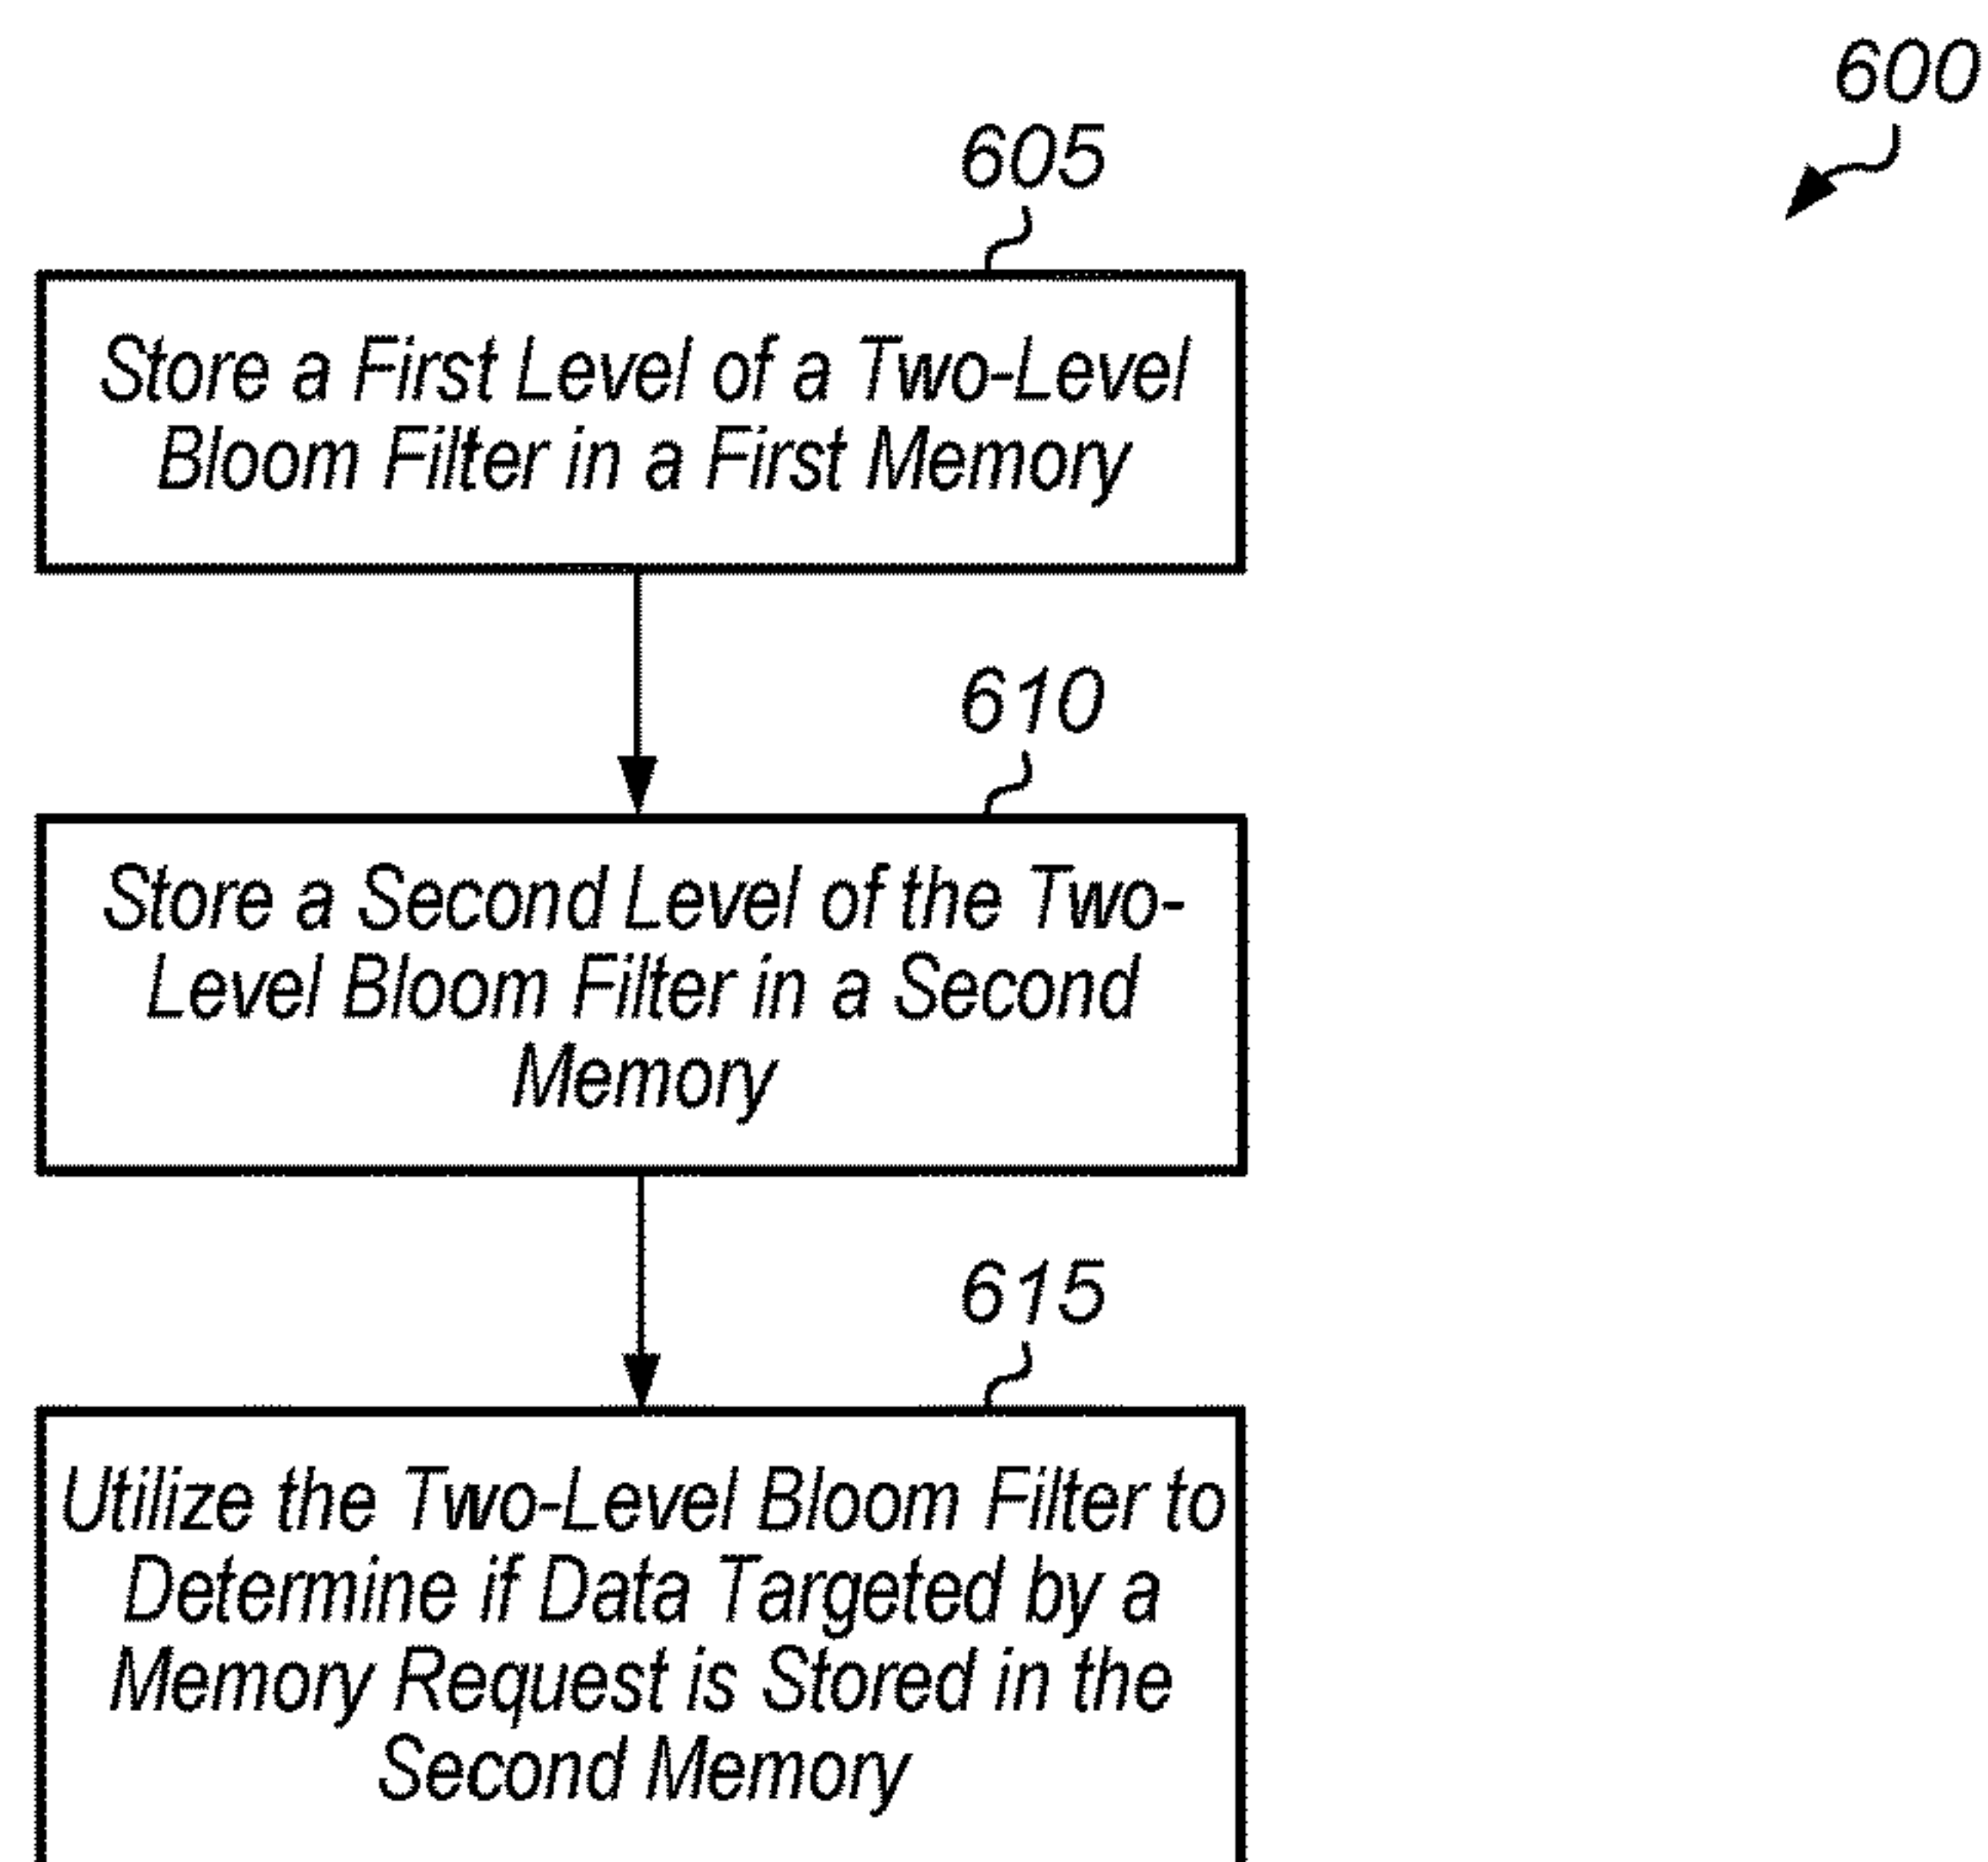 600
605
Store a First Level of a Two-Level
Bloom Filter in a First Memory
610
Store a Second Level of the Two-
Level Bloom Filter in a Second
Memory
615
Utilize the Two-Level Bloom Filter to
Determine if Data Targeted by a
Memory Request is Stored in the
Second Memory